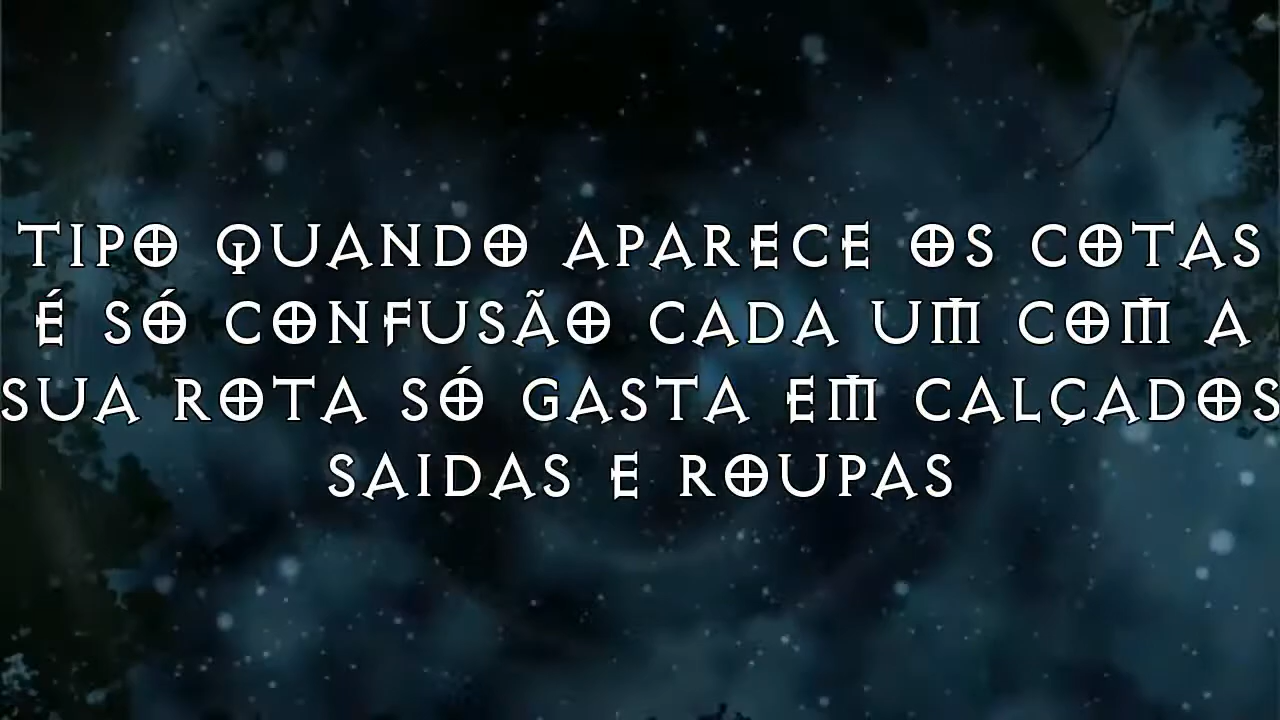 TIPO QUANDO APARECE OS COTAS
É SÓ CONFUSÃO CADA UM COM A
SUA ROTA SÓ GASTA EM CALÇADOS
SAIDAS E ROUPAS